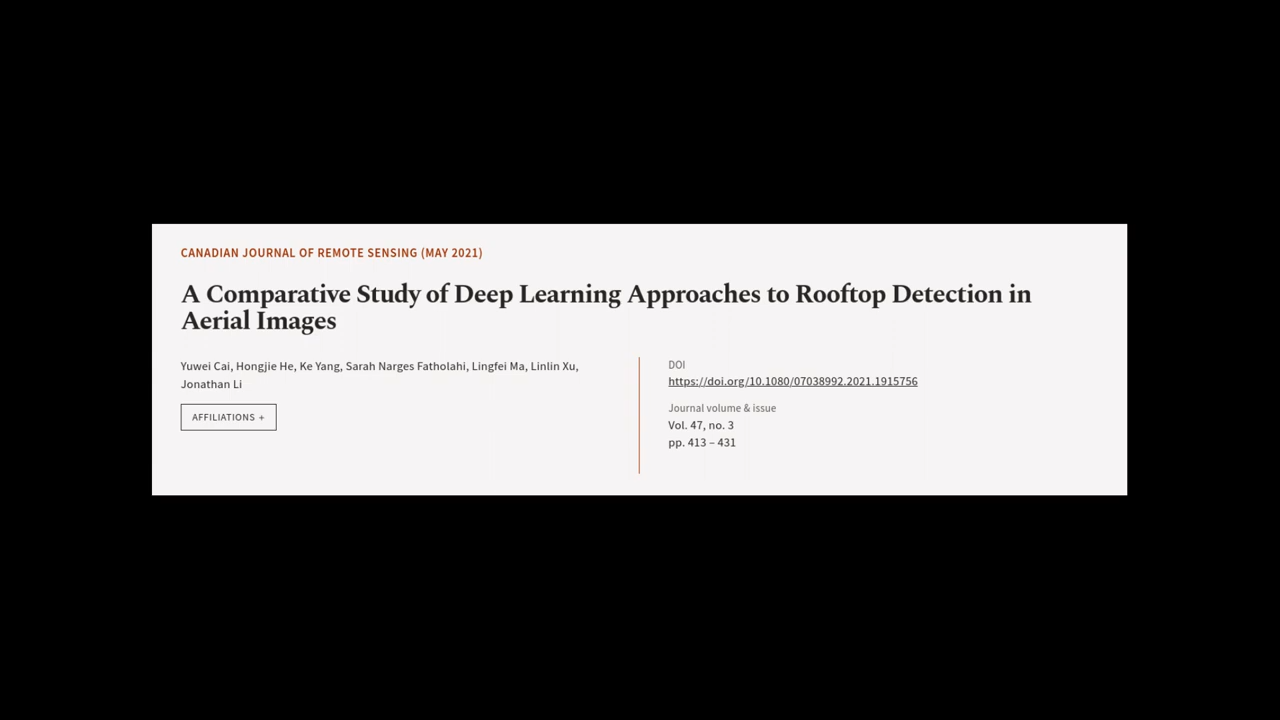 CANADIAN JOURNAL OF REMOTE SENSING (MAY 2021)
A Comparative Study of Deep Learning Approaches to Rooftop Detection in
Aerial Images
Yuwei Cai, Hongjie He, Ke Yang, Sarah Narges Fatholahi, Lingfei Ma, Linlin Xu,
Jonathan Li
AFFILIATIONS +
DOI
https://doi.org/10.1080/07038992.2021.1915756
Journal volume & issue
Vol. 47, no. 3
pp. 413 – 431